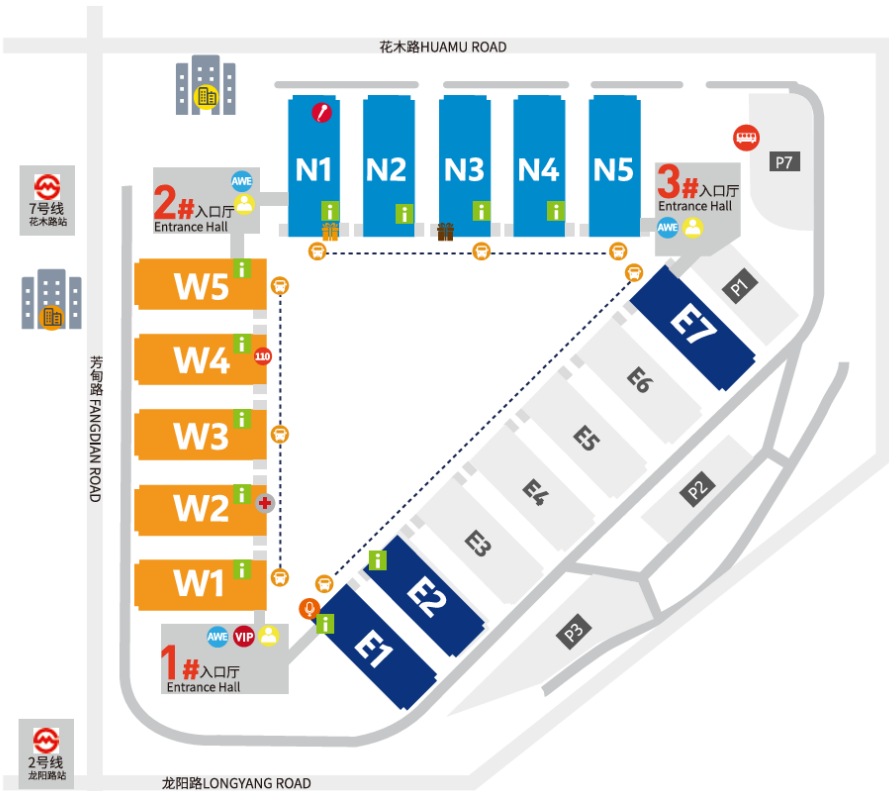 花木路HUAMU ROAD
7号线
花木路站
2#入口厅
Entrance Hall
AWE
N1
N2
N3
N4
N5
i
i
i
i
3#入口厅
Entrance Hall
AWE
P7
P1
W5
i
W4
i
110
W3
i
W2
i
W1
i
芳甸路 FANGDIAN ROAD
E7
E6
E5
E4
E3
E2
i
E1
i
P2
P3
AWE
VIP
1#入口厅
Entrance Hall
2号线
龙阳路站
龙阳路LONGYANG ROAD